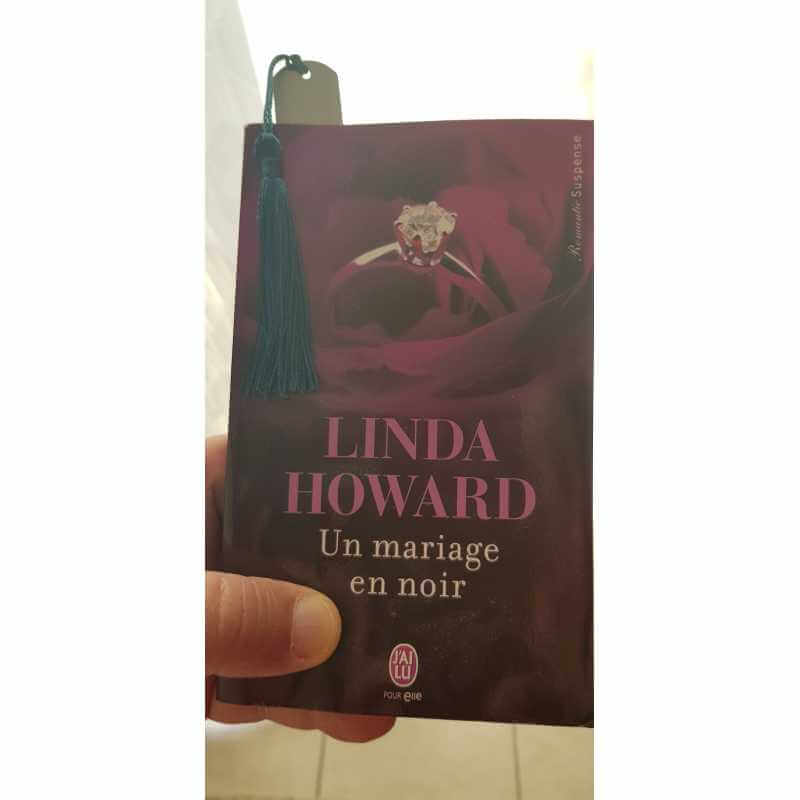 Romantic Suspense
LINDA
HOWARD
Un mariage
en noir
J'AI
LU
POUR elle